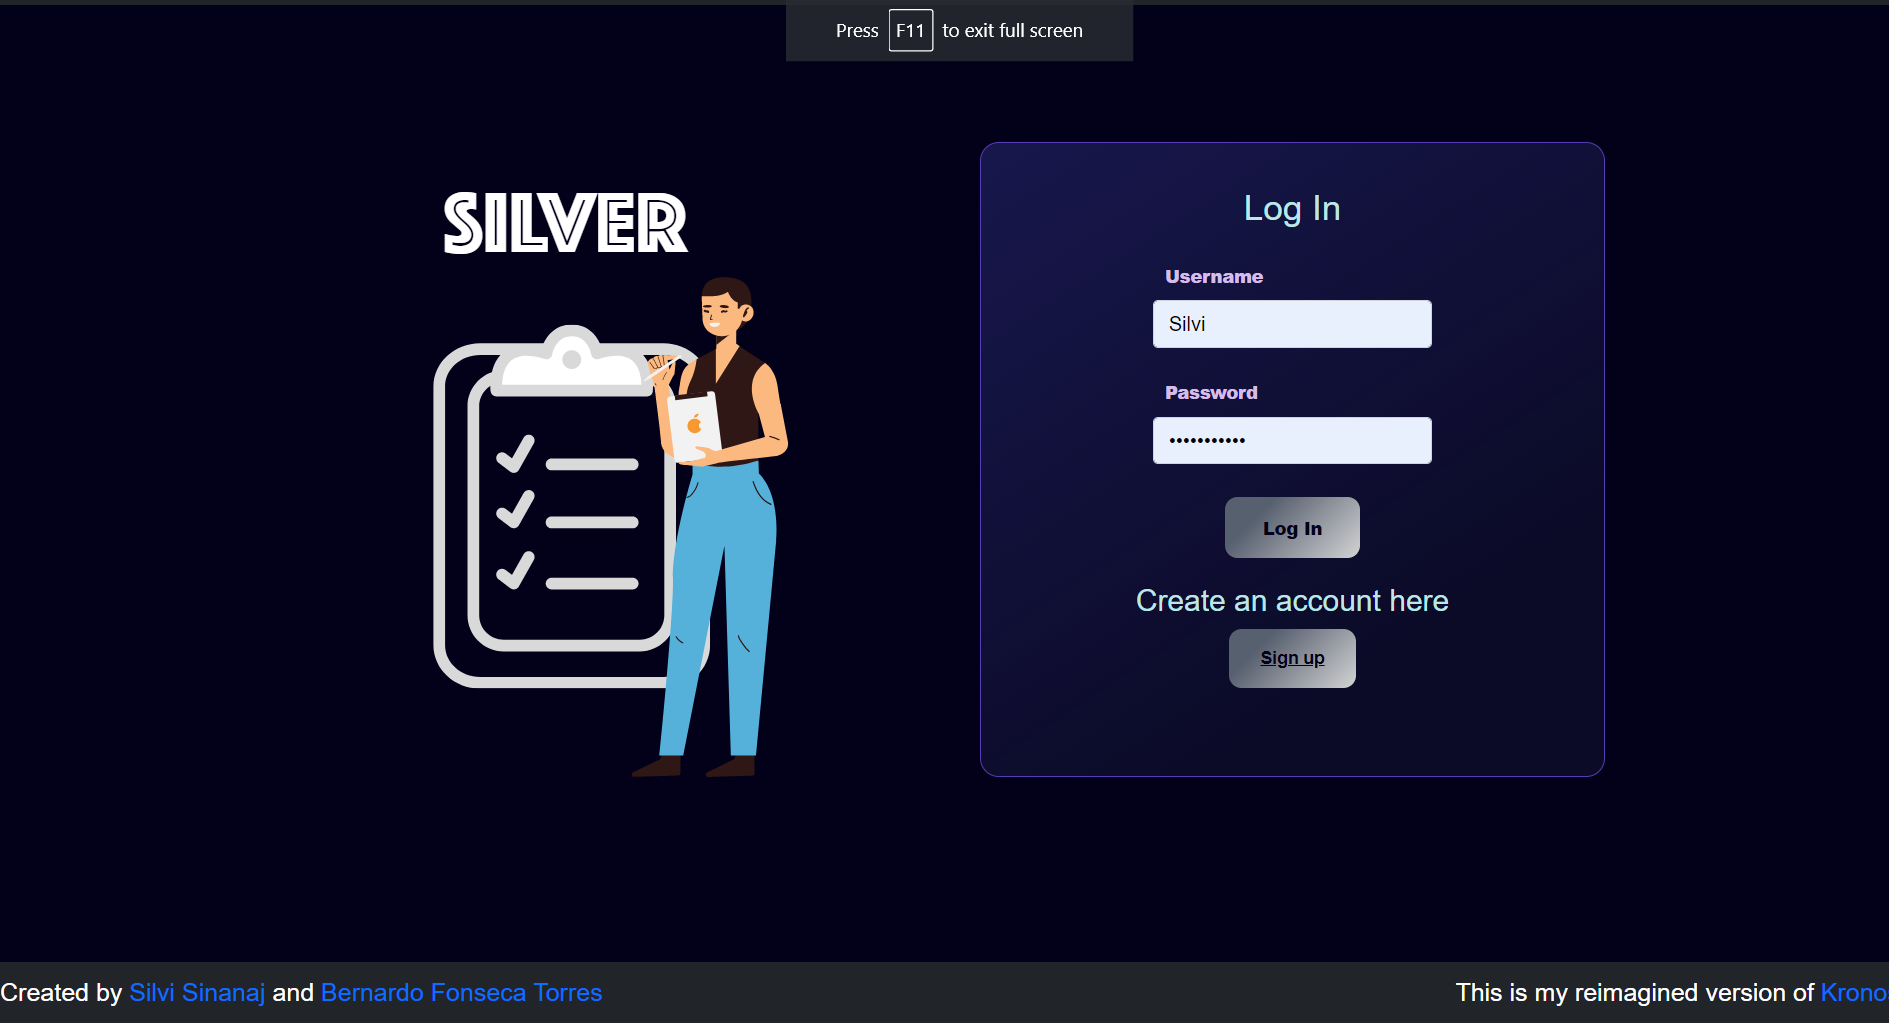 Press F11 to exit full screen
SILVER
Log In
Username
Silvi
Password
•••••••••••
Log In
Create an account here
Sign up
Created by Silvi Sinanaj and Bernardo Fonseca Torres
This is my reimagined version of Krono